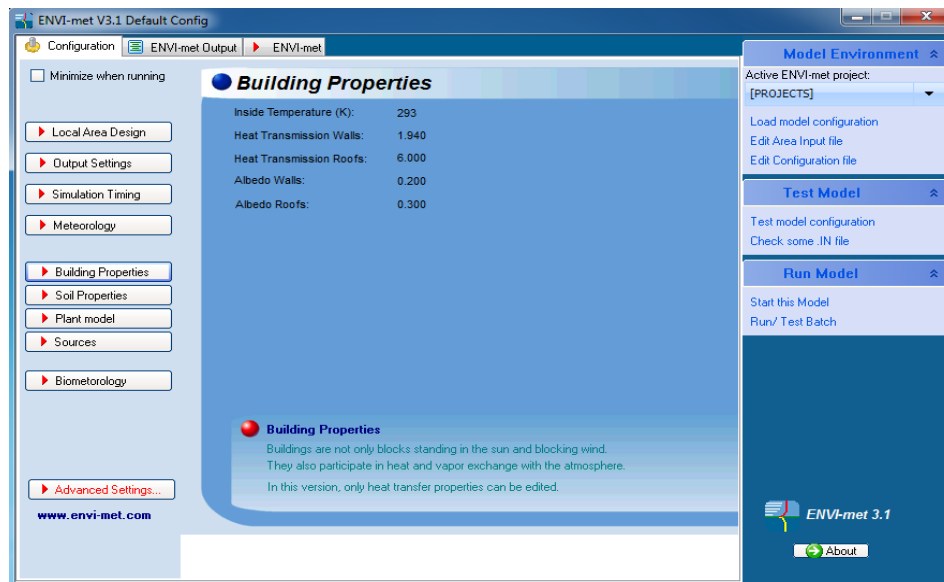 ENVI-met V3.1 Default Config
Configuration
ENVI-met Output
ENVI-met
Minimize when running
Local Area Design
Output Settings
Simulation Timing
Meteorology
Building Properties
Soil Properties
Plant model
Sources
Biometorology
Advanced Settings...
www.envi-met.com
Building Properties
Inside Temperature (K): 293
Heat Transmission Walls: 1.940
Heat Transmission Roofs: 6.000
Albedo Walls: 0.200
Albedo Roofs: 0.300
Building Properties
Buildings are not only blocks standing in the sun and blocking wind.
They also participate in heat and vapor exchange with the atmosphere.
In this version, only heat transfer properties can be edited.
Model Environment
Active ENVI-met project:
[PROJECTS]
Load model configuration
Edit Area Input file
Edit Configuration file
Test Model
Test model configuration
Check some .IN file
Run Model
Start this Model
Run/ Test Batch
ENVI-met 3.1
About